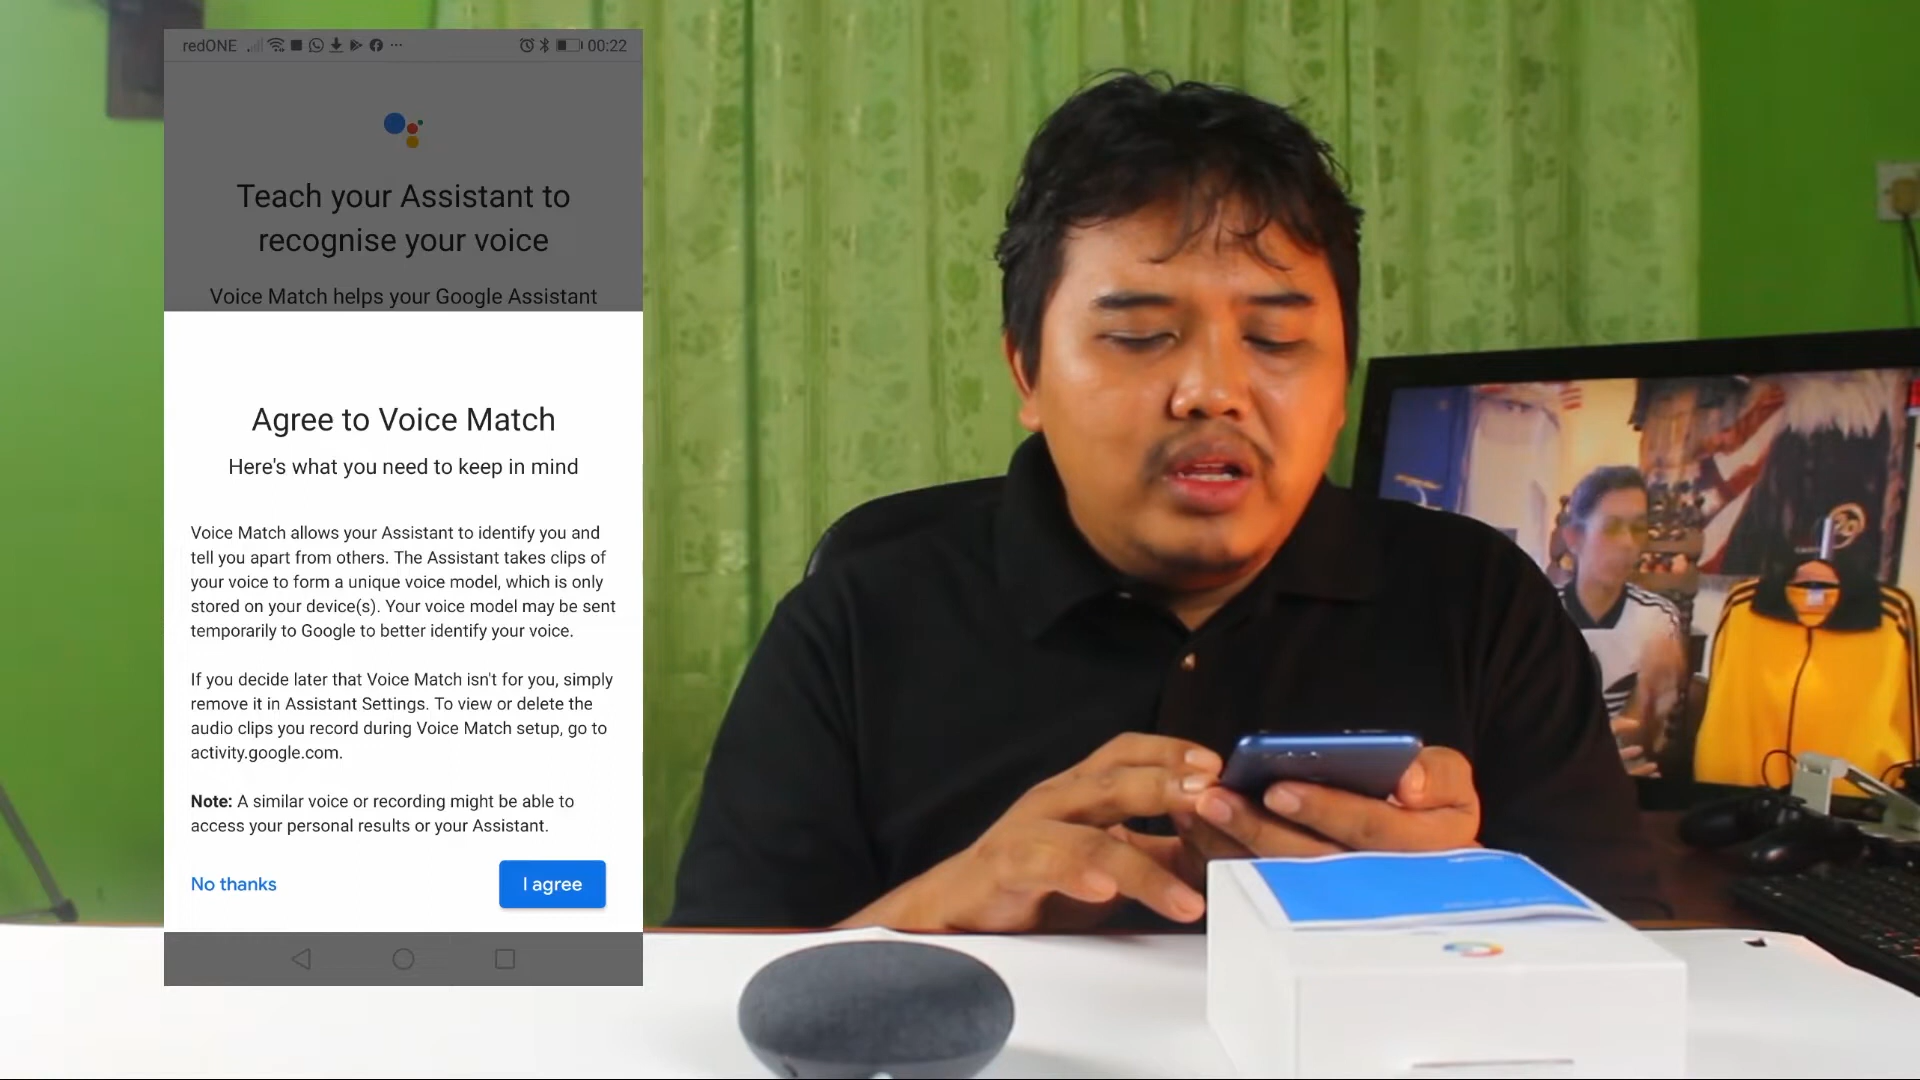 redONE 00:22
Teach your Assistant to
recognise your voice
Voice Match helps your Google Assistant
Agree to Voice Match
Here's what you need to keep in mind
Voice Match allows your Assistant to identify you and
tell you apart from others. The Assistant takes clips of
your voice to form a unique voice model, which is only
stored on your device(s). Your voice model may be sent
temporarily to Google to better identify your voice.
If you decide later that Voice Match isn't for you, simply
remove it in Assistant Settings. To view or delete the
audio clips you record during Voice Match setup, go to
activity.google.com.
Note: A similar voice or recording might be able to
access your personal results or your Assistant.
No thanks
I agree